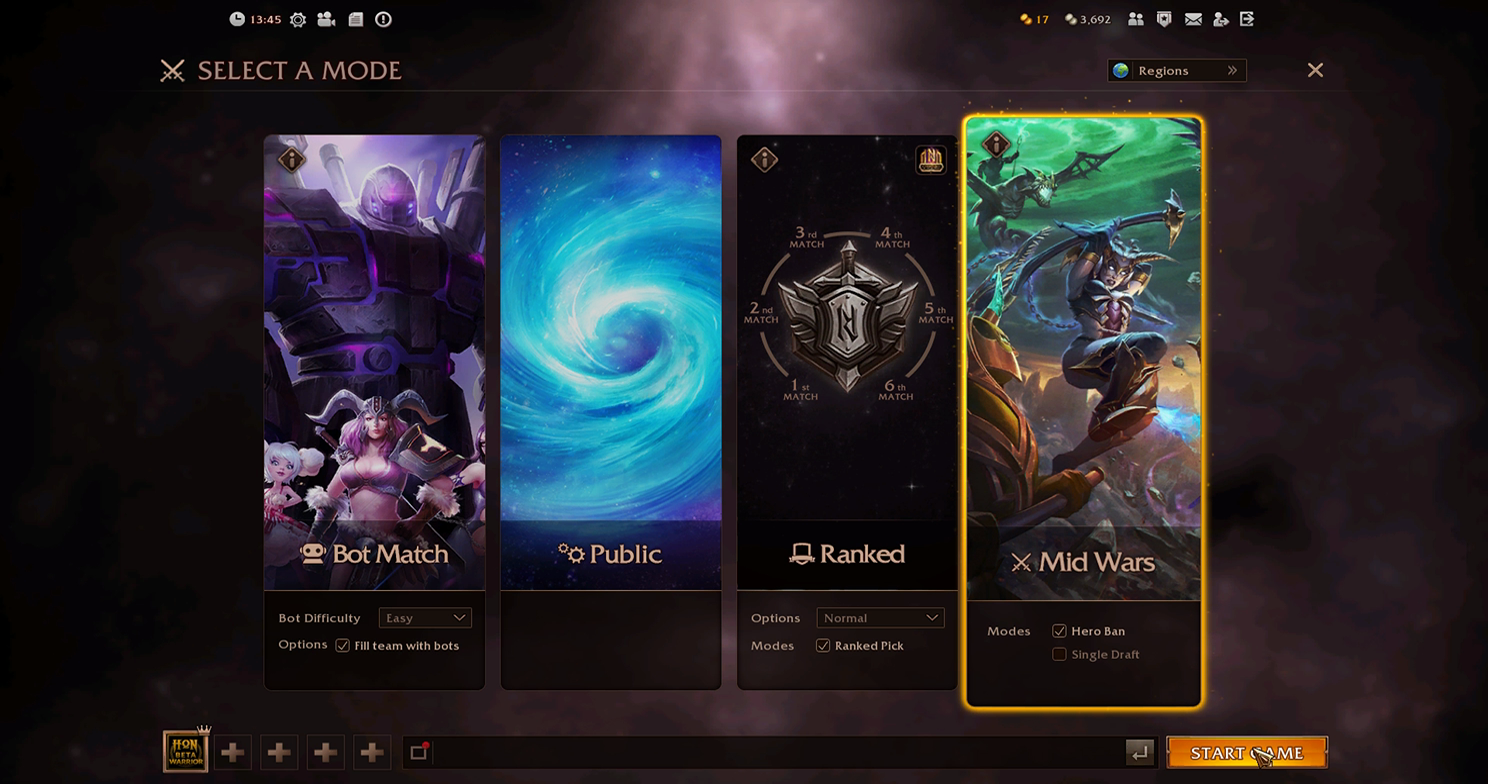 13:45
17
3,692
SELECT A MODE
Regions
3rd MATCH
4th MATCH
2nd MATCH
5th MATCH
1st MATCH
6th MATCH
Bot Match
Public
Ranked
Mid Wars
Bot Difficulty Easy
Options Fill team with bots
Options Normal
Modes Ranked Pick
Modes Hero Ban
Single Draft
HON
BETA
WARRIOR
START GAME